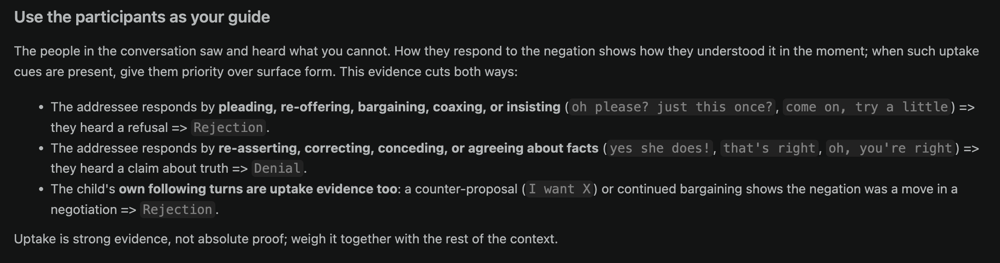 Use the participants as your guide
The people in the conversation saw and heard what you cannot. How they respond to the negation shows how they understood it in the moment; when such uptake
cues are present, give them priority over surface form. This evidence cuts both ways:
• The addressee responds by pleading, re-offering, bargaining, coaxing, or insisting (oh please? just this once?, come on, try a little) =>
they heard a refusal => Rejection.
• The addressee responds by re-asserting, correcting, conceding, or agreeing about facts (yes she does!, that's right, oh, you're right) =>
they heard a claim about truth => Denial.
• The child's own following turns are uptake evidence too: a counter-proposal (I want X) or continued bargaining shows the negation was a move in a
negotiation => Rejection.
Uptake is strong evidence, not absolute proof; weigh it together with the rest of the context.